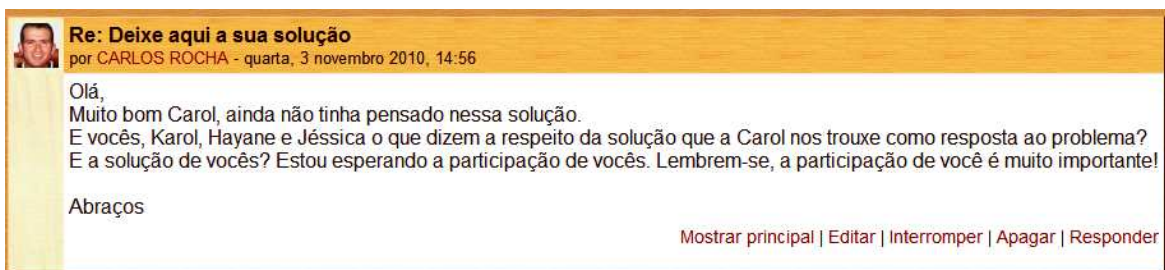 Re: Deixe aqui a sua solução
por CARLOS ROCHA - quarta, 3 novembro 2010, 14:56
Olá,
Muito bom Carol, ainda não tinha pensado nessa solução.
E vocês, Karol, Hayane e Jéssica o que dizem a respeito da solução que a Carol nos trouxe como resposta ao problema?
E a solução de vocês? Estou esperando a participação de vocês. Lembrem-se, a participação de você é muito importante!
Abraços
Mostrar principal | Editar | Interromper | Apagar | Responder